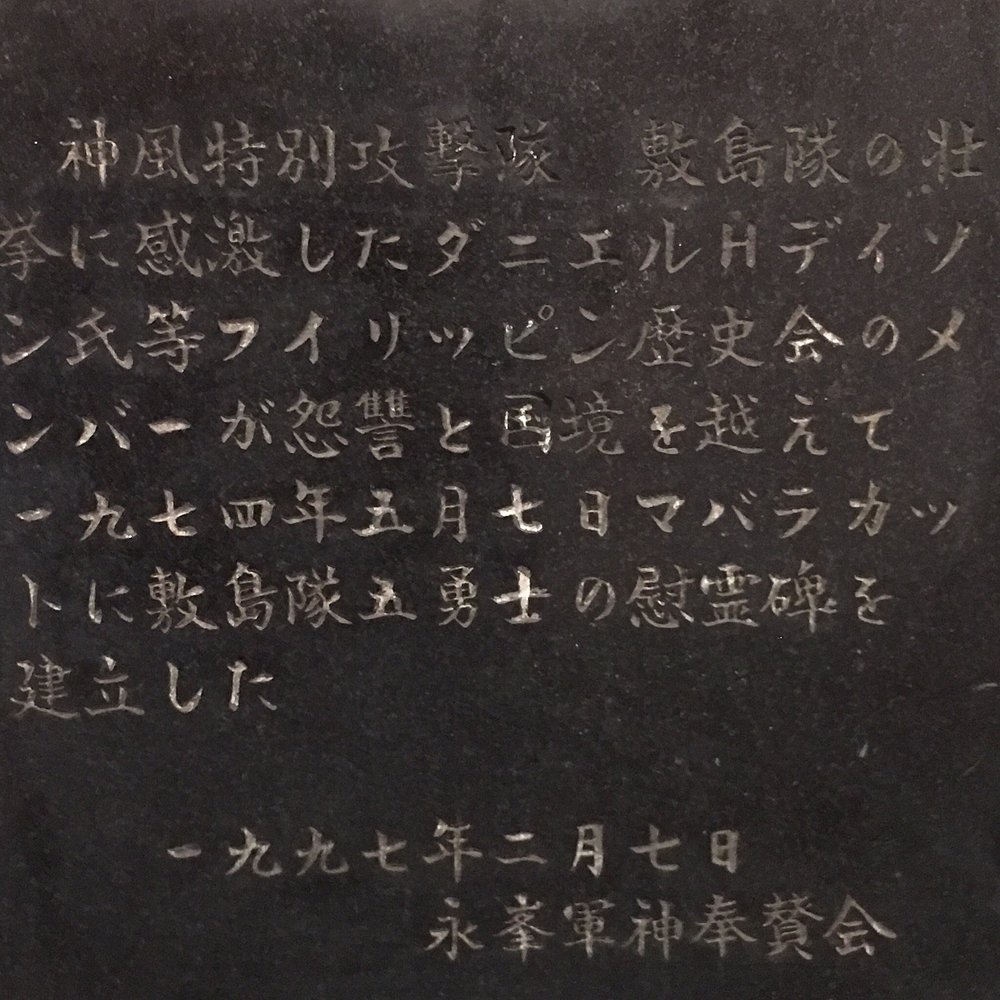 神風特別攻撃隊　敷島隊の壮
挙に感激したダニエルHディソ
ン氏等フイリッピン歴史会のメ
ンバーが怨讐と国境を越えて
一九七四年五月七日マバラカッ
トに敷島隊五勇士の慰霊碑を
建立した
一九九七年二月七日
永峯軍神奉賛会